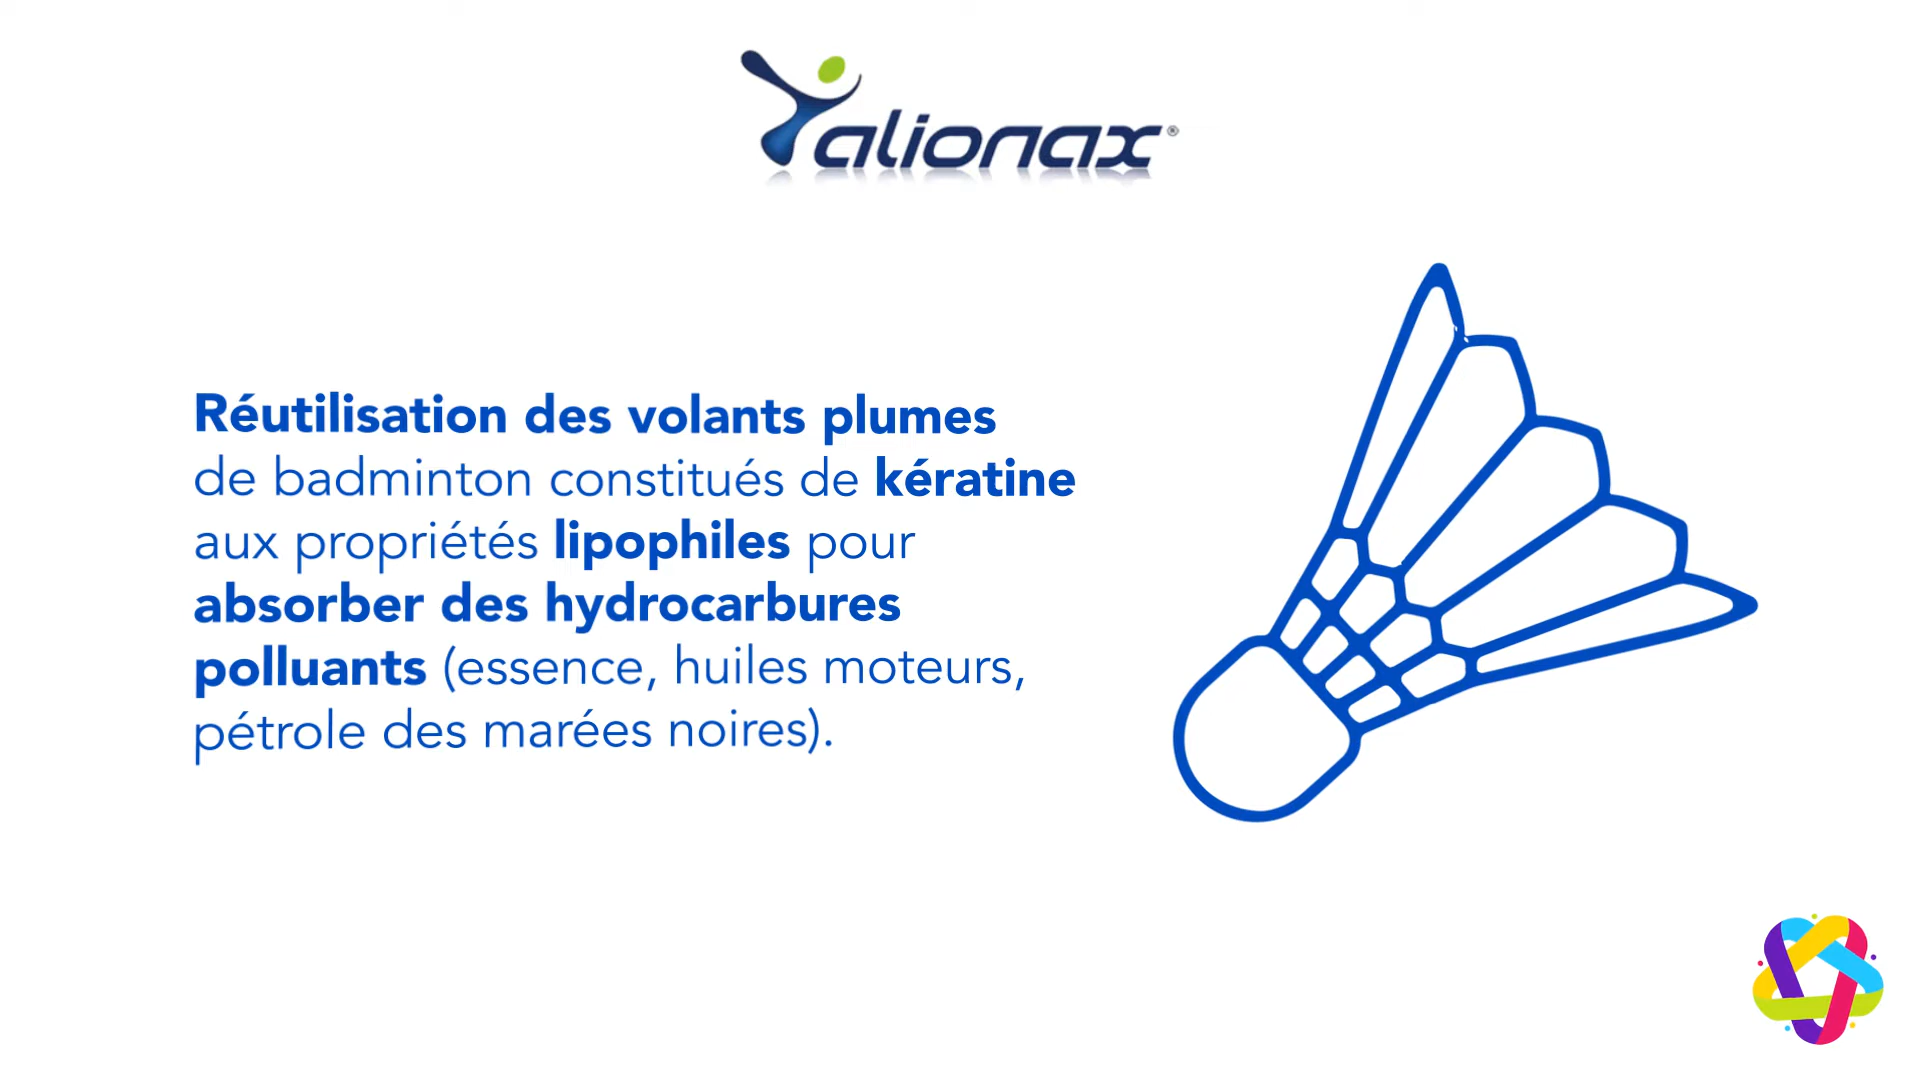 alionax®
Réutilisation des volants plumes
de badminton constitués de kératine
aux propriétés lipophiles pour
absorber des hydrocarbures
polluants (essence, huiles moteurs,
pétrole des marées noires).